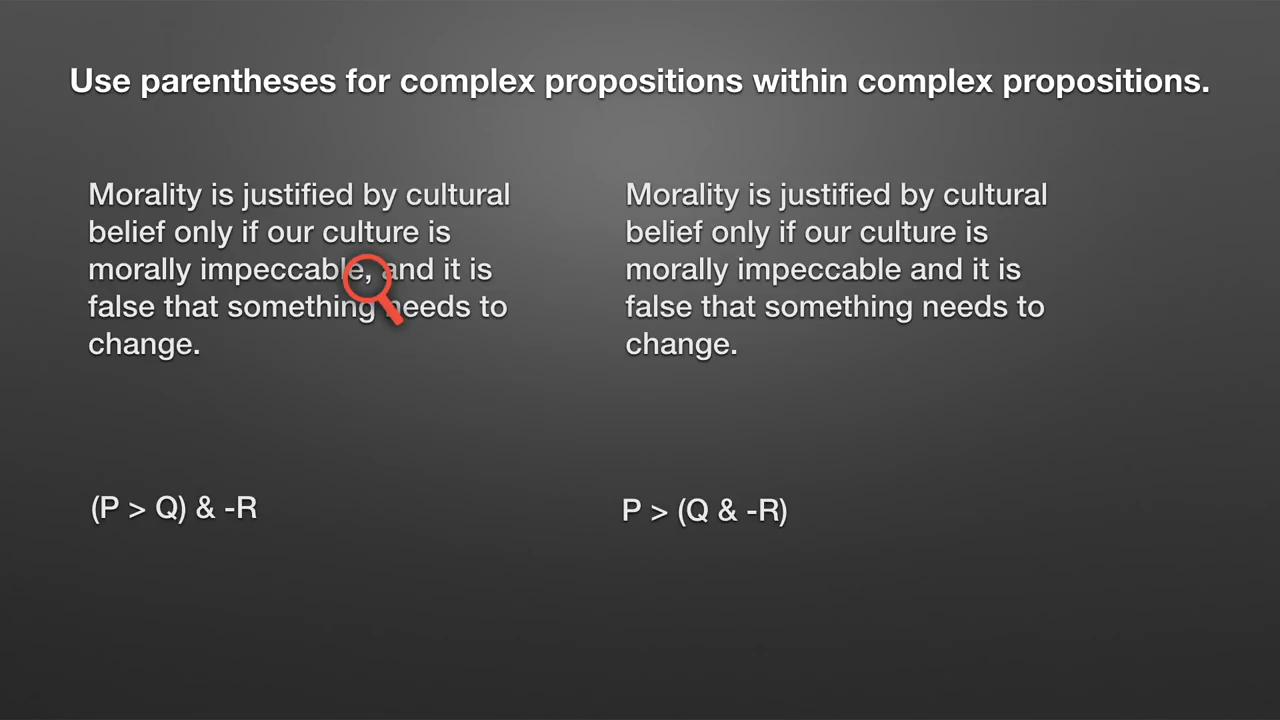 Use parentheses for complex propositions within complex propositions.
Morality is justified by cultural
belief only if our culture is
morally impeccable, and it is
false that something needs to
change.
Morality is justified by cultural
belief only if our culture is
morally impeccable and it is
false that something needs to
change.
(P > Q) & -R
P > (Q & -R)